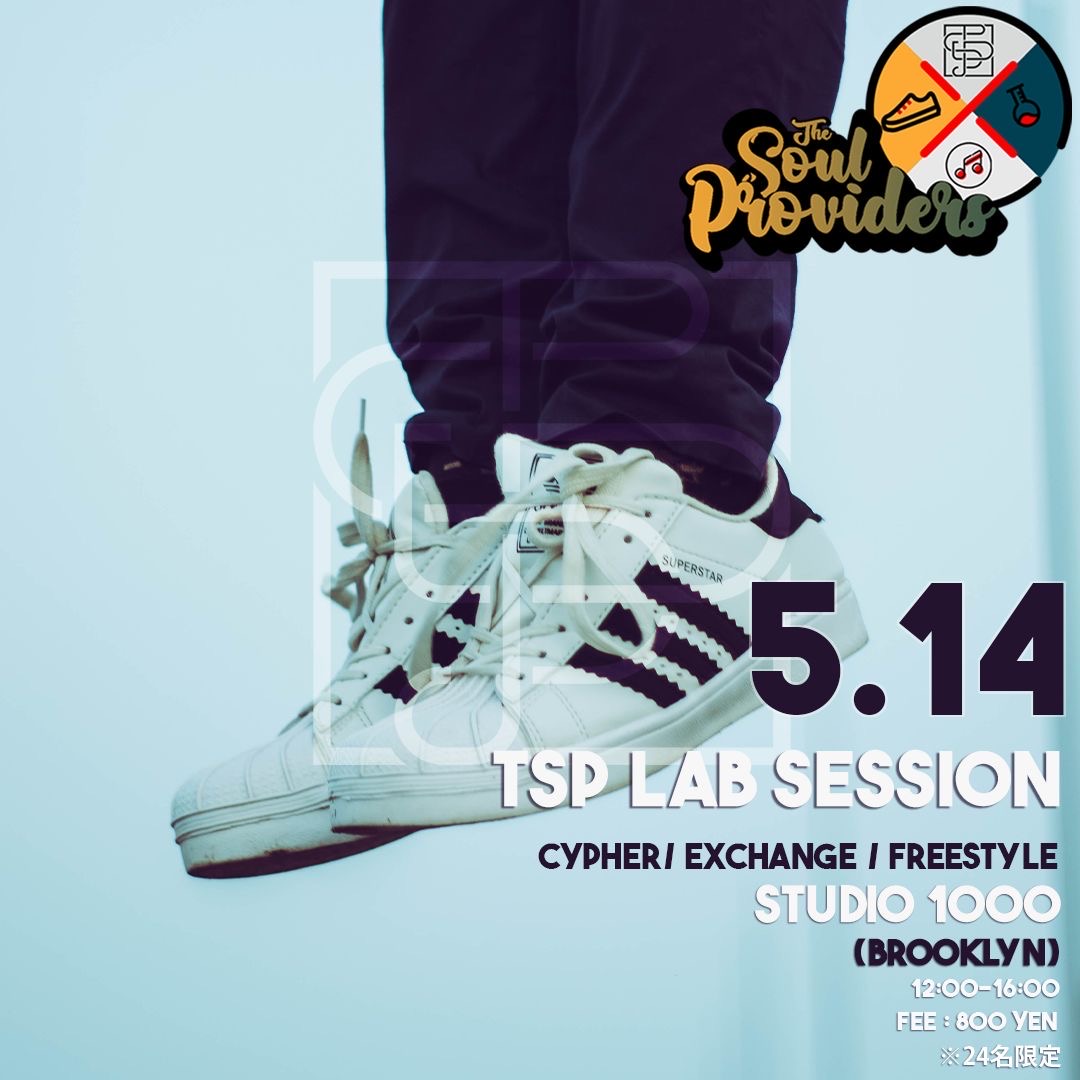 The
Soul
Providers
SUPERSTAR
5.14
TSP LAB SESSION
CYPHER/ EXCHANGE / FREESTYLE
STUDIO 1000
(BROOKLYN)
12:00-16:00
FEE : 800 YEN
※24名限定